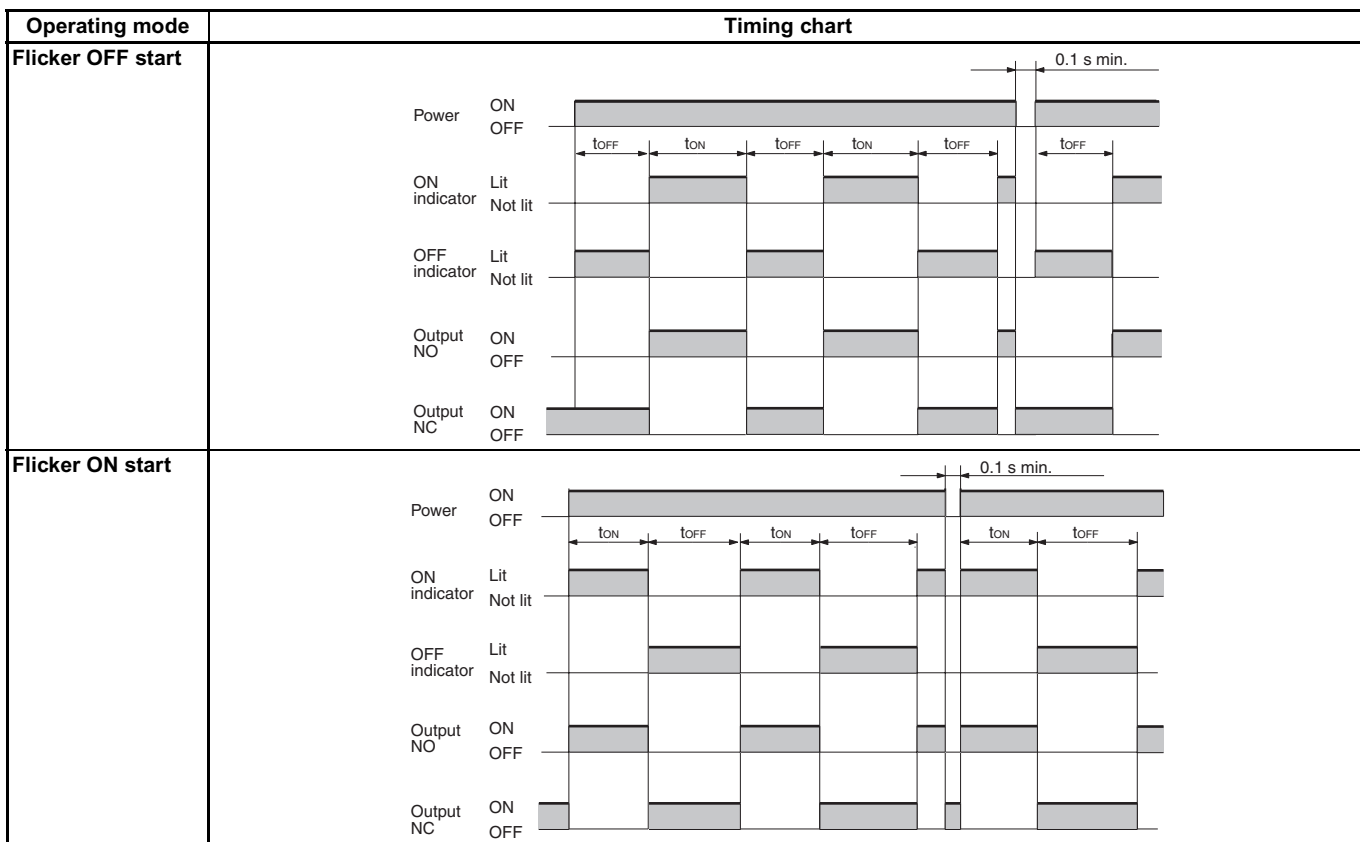 Operating mode
Timing chart
Flicker OFF start
0.1 s min.
Power
ON
OFF
tOFF
tON
tOFF
tON
tOFF
tOFF
ON
indicator
Lit
Not lit
OFF
indicator
Lit
Not lit
Output
NO
ON
OFF
Output
NC
ON
OFF
Flicker ON start
0.1 s min.
Power
ON
OFF
tON
tOFF
tON
tOFF
tON
tOFF
ON
indicator
Lit
Not lit
OFF
indicator
Lit
Not lit
Output
NO
ON
OFF
Output
NC
ON
OFF